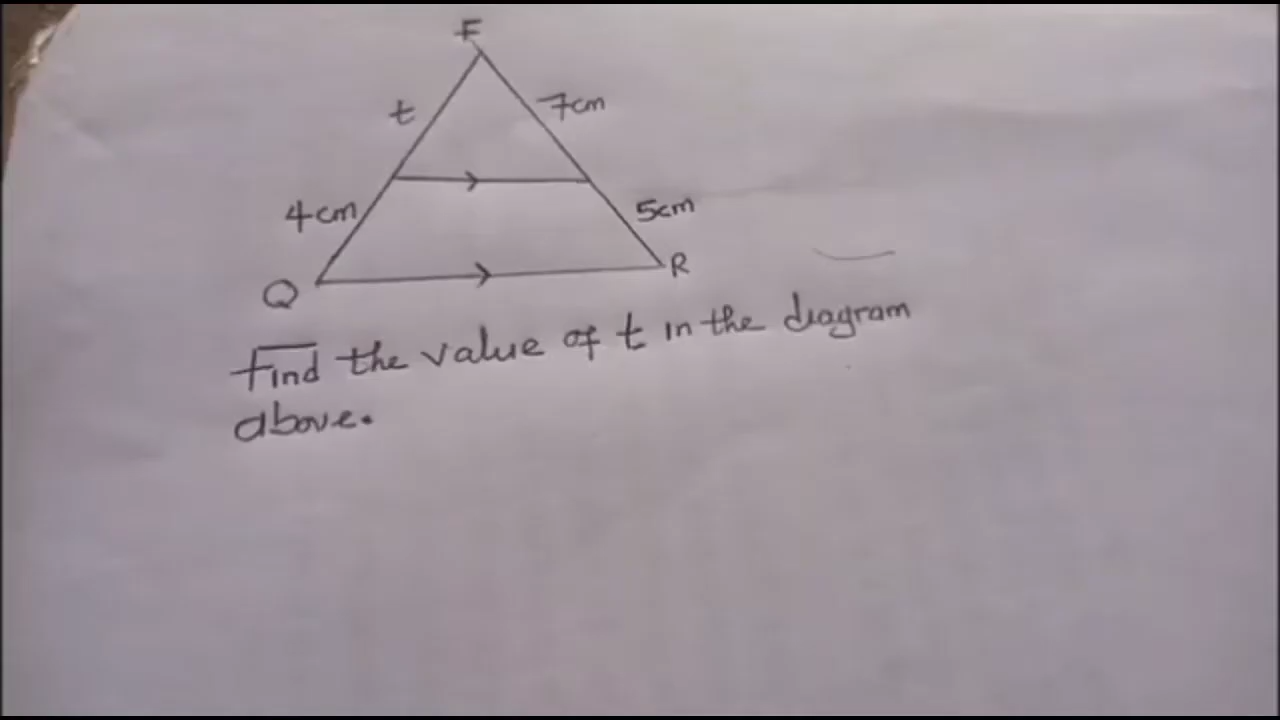 F
t
7cm
4cm
5cm
Q
R
Find the value of t in the diagram
above.